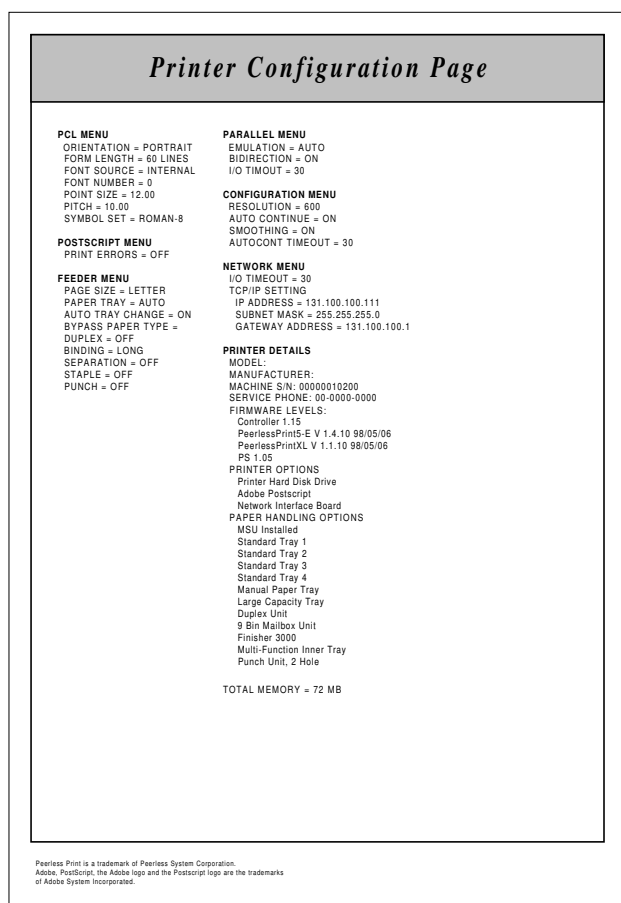 Printer Configuration Page
PCL MENU
ORIENTATION = PORTRAIT
FORM LENGTH = 60 LINES
FONT SOURCE = INTERNAL
FONT NUMBER = 0
POINT SIZE = 12.00
PITCH = 10.00
SYMBOL SET = ROMAN-8
POSTSCRIPT MENU
PRINT ERRORS = OFF
FEEDER MENU
PAGE SIZE = LETTER
PAPER TRAY = AUTO
AUTO TRAY CHANGE = ON
BYPASS PAPER TYPE =
DUPLEX = OFF
BINDING = LONG
SEPARATION = OFF
STAPLE = OFF
PUNCH = OFF
PARALLEL MENU
EMULATION = AUTO
BIDIRECTION = ON
I/O TIMOUT = 30
CONFIGURATION MENU
RESOLUTION = 600
AUTO CONTINUE = ON
SMOOTHING = ON
AUTOCONT TIMEOUT = 30
NETWORK MENU
I/O TIMEOUT = 30
TCP/IP SETTING
IP ADDRESS = 131.100.100.111
SUBNET MASK = 255.255.255.0
GATEWAY ADDRESS = 131.100.100.1
PRINTER DETAILS
MODEL:
MANUFACTURER:
MACHINE S/N: 00000010200
SERVICE PHONE: 00-0000-0000
FIRMWARE LEVELS:
Controller 1.15
PeerlessPrint5-E V 1.4.10 98/05/06
PeerlessPrintXL V 1.1.10 98/05/06
PS 1.05
PRINTER OPTIONS
Printer Hard Disk Drive
Adobe Postscript
Network Interface Board
PAPER HANDLING OPTIONS
MSU Installed
Standard Tray 1
Standard Tray 2
Standard Tray 3
Standard Tray 4
Manual Paper Tray
Large Capacity Tray
Duplex Unit
9 Bin Mailbox Unit
Finisher 3000
Multi-Function Inner Tray
Punch Unit, 2 Hole
TOTAL MEMORY = 72 MB
Peerless Print is a trademark of Peerless System Corporation.
Adobe, PostScript, the Adobe logo and the Postscript logo are the trademarks
of Adobe System Incorporated.